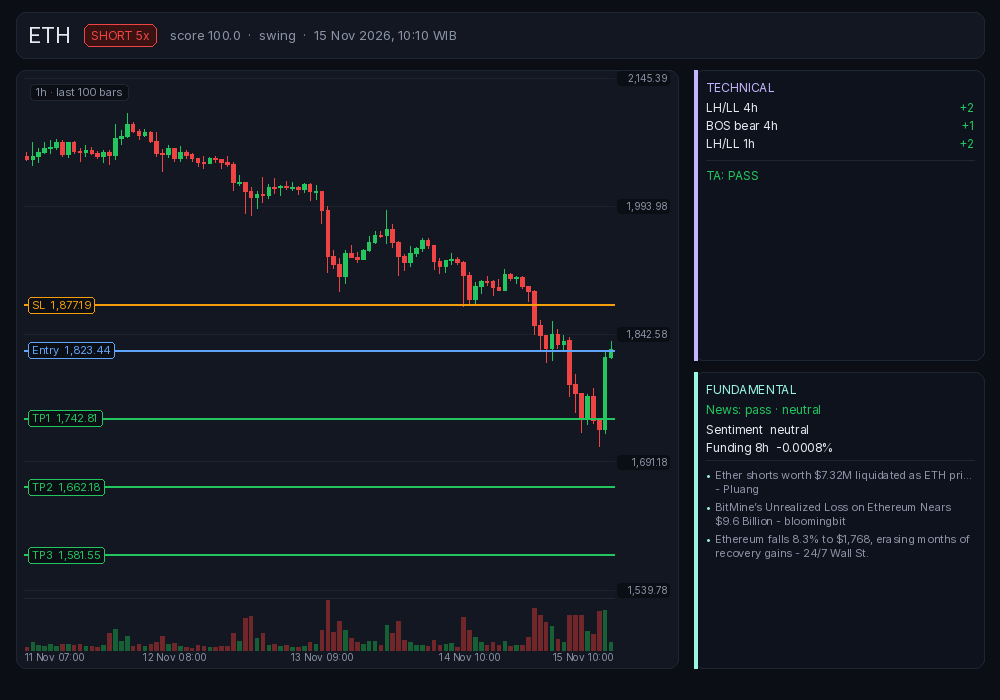 ETH SHORT 5x score 100.0 · swing · 15 Nov 2026, 10:10 WIB
1h · last 100 bars
2,145.39
1,993.98
SL 1,877.19
1,842.58
Entry 1,823.44
TP1 1,742.81
1,691.18
TP2 1,662.18
TP3 1,581.55
1,539.78
11 Nov 07:00 12 Nov 08:00 13 Nov 09:00 14 Nov 10:00 15 Nov 10:00
TECHNICAL
LH/LL 4h +2
BOS bear 4h +1
LH/LL 1h +2
TA: PASS
FUNDAMENTAL
News: pass · neutral
Sentiment neutral
Funding 8h -0.0008%
• Ether shorts worth $7.32M liquidated as ETH pri...
- Pluang
• BitMine's Unrealized Loss on Ethereum Nears
$9.6 Billion - bloomingbit
• Ethereum falls 8.3% to $1,768, erasing months of
recovery gains - 24/7 Wall St.